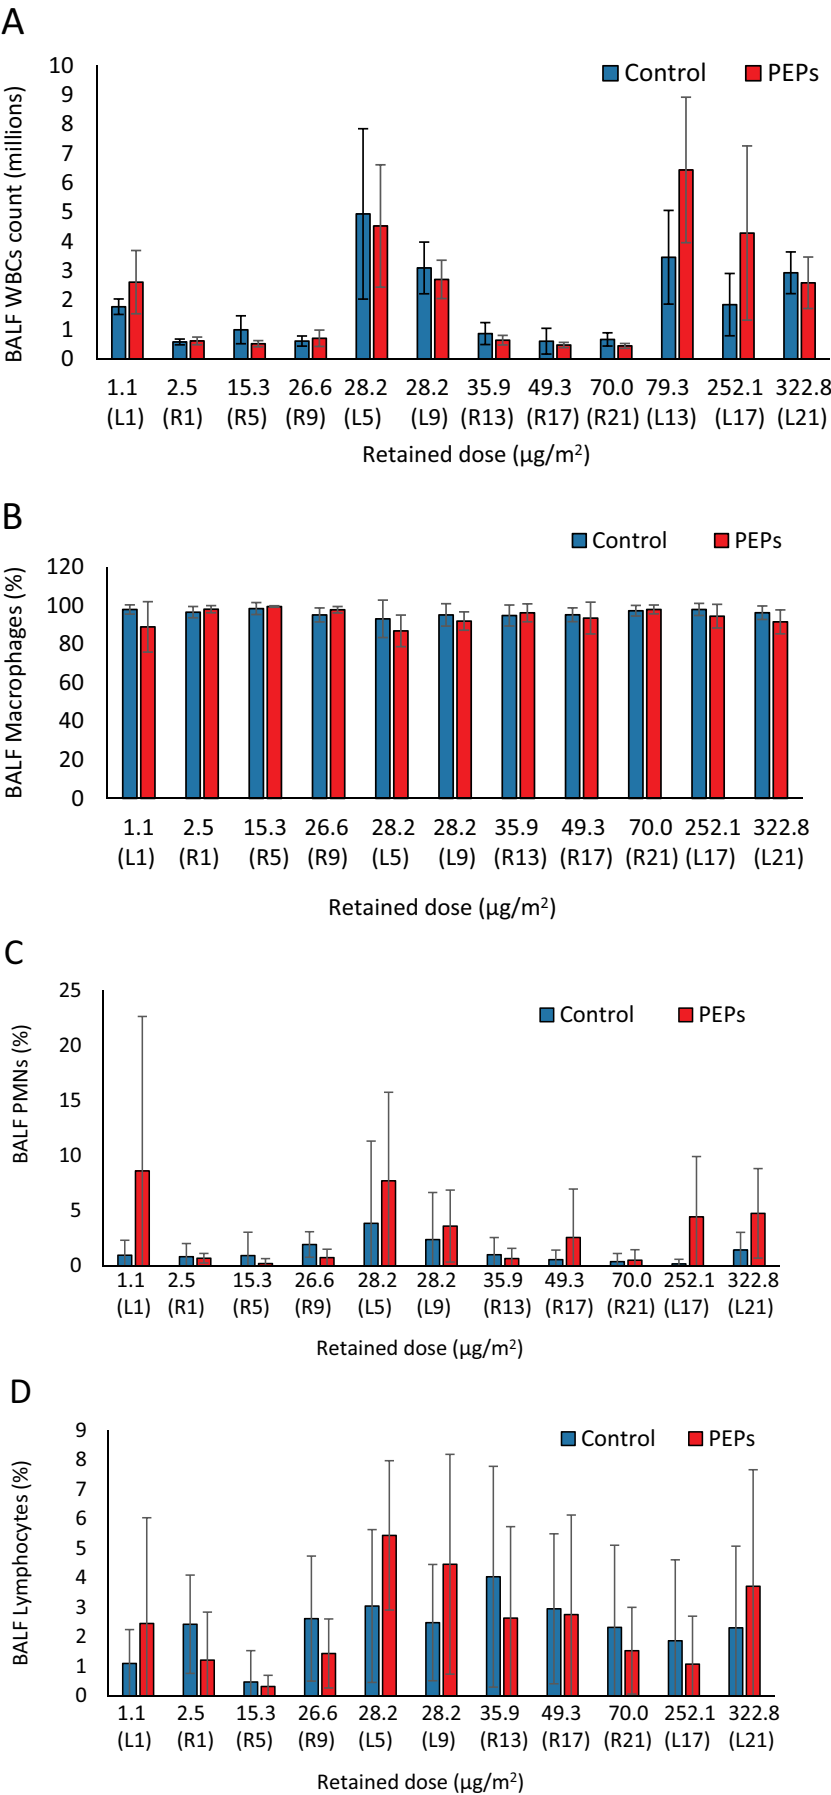 A
BALF WBCs count (millions)
10
9
8
7
6
5
4
3
2
1
0
Control PEPs
1.1 2.5 15.3 26.6 28.2 28.2 35.9 49.3 70.0 79.3 252.1 322.8
(L1) (R1) (R5) (R9) (L5) (L9) (R13) (R17) (R21) (L13) (L17) (L21)
Retained dose (µg/m²)
B
BALF Macrophages (%)
120
100
80
60
40
20
0
Control PEPs
1.1 2.5 15.3 26.6 28.2 28.2 35.9 49.3 70.0 252.1 322.8
(L1) (R1) (R5) (R9) (L5) (L9) (R13) (R17) (R21) (L17) (L21)
Retained dose (µg/m²)
C
BALF PMNs (%)
25
20
15
10
5
0
Control PEPs
1.1 2.5 15.3 26.6 28.2 28.2 35.9 49.3 70.0 252.1 322.8
(L1) (R1) (R5) (R9) (L5) (L9) (R13) (R17) (R21) (L17) (L21)
Retained dose (µg/m²)
D
BALF Lymphocytes (%)
9
8
7
6
5
4
3
2
1
0
Control PEPs
1.1 2.5 15.3 26.6 28.2 28.2 35.9 49.3 70.0 252.1 322.8
(L1) (R1) (R5) (R9) (L5) (L9) (R13) (R17) (R21) (L17) (L21)
Retained dose (µg/m²)